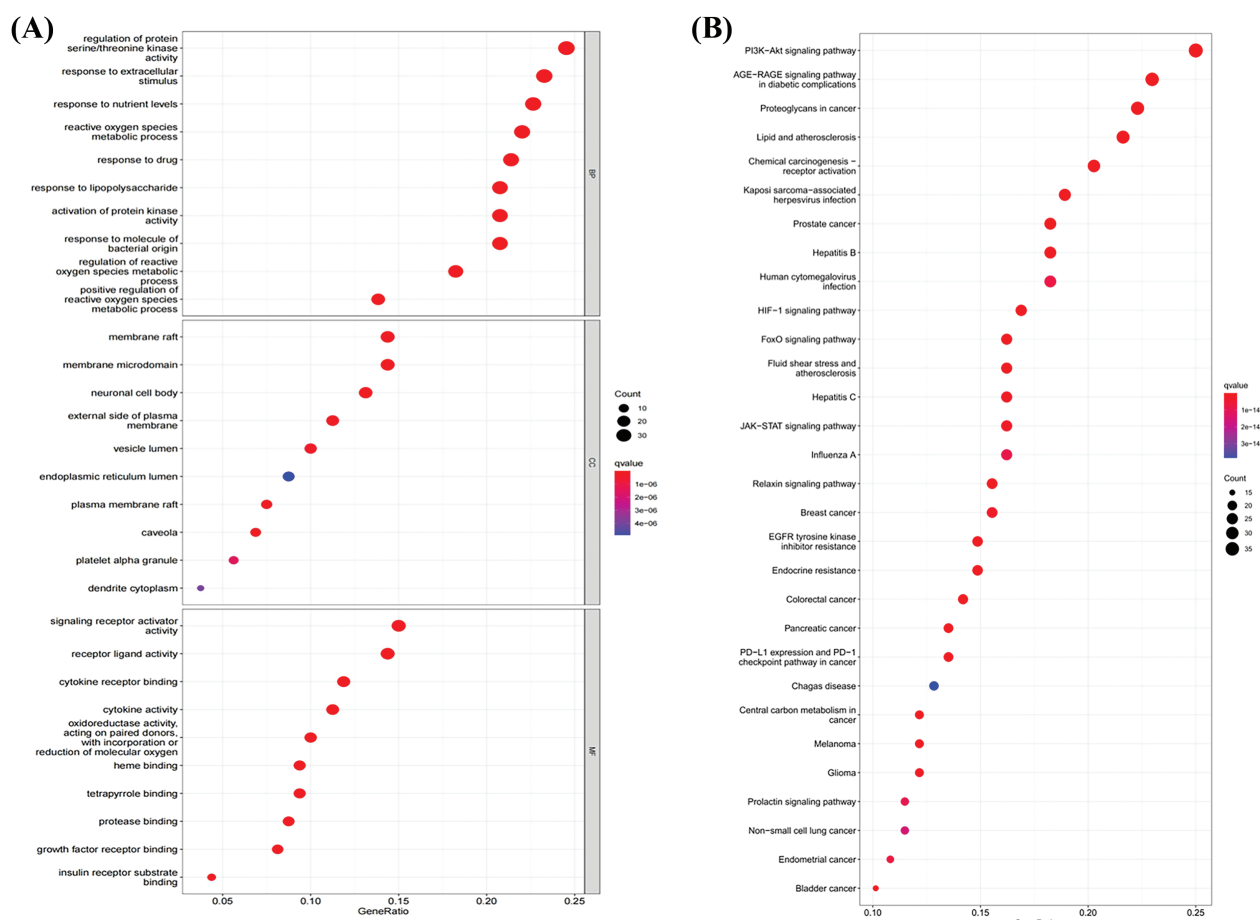 (A)
regulation of protein
serine/threonine kinase
activity
response to extracellular
stimulus
response to nutrient levels
reactive oxygen species
metabolic process
response to drug
response to lipopolysaccharide
activation of protein kinase
activity
response to molecule of
bacterial origin
regulation of reactive
oxygen species metabolic
process
positive regulation of
reactive oxygen species
metabolic process
BP
membrane raft
membrane microdomain
neuronal cell body
external side of plasma
membrane
vesicle lumen
endoplasmic reticulum lumen
plasma membrane raft
caveola
platelet alpha granule
dendrite cytoplasm
CC
signaling receptor activator
activity
receptor ligand activity
cytokine receptor binding
cytokine activity
oxidoreductase activity,
acting on paired donors,
with incorporation or
reduction of molecular oxygen
heme binding
tetrapyrrole binding
protease binding
growth factor receptor binding
insulin receptor substrate
binding
MF
0.05 0.10 0.15 0.20 0.25
GeneRatio
Count
10
20
30
qvalue
1e−06
2e−06
3e−06
4e−06
(B)
PI3K−Akt signaling pathway
AGE−RAGE signaling pathway
in diabetic complications
Proteoglycans in cancer
Lipid and atherosclerosis
Chemical carcinogenesis −
receptor activation
Kaposi sarcoma−associated
herpesvirus infection
Prostate cancer
Hepatitis B
Human cytomegalovirus
infection
HIF−1 signaling pathway
FoxO signaling pathway
Fluid shear stress and
atherosclerosis
Hepatitis C
JAK−STAT signaling pathway
Influenza A
Relaxin signaling pathway
Breast cancer
EGFR tyrosine kinase
inhibitor resistance
Endocrine resistance
Colorectal cancer
Pancreatic cancer
PD−L1 expression and PD−1
checkpoint pathway in cancer
Chagas disease
Central carbon metabolism in
cancer
Melanoma
Glioma
Prolactin signaling pathway
Non−small cell lung cancer
Endometrial cancer
Bladder cancer
0.10 0.15 0.20 0.25
qvalue
1e−14
2e−14
3e−14
Count
15
20
25
30
35